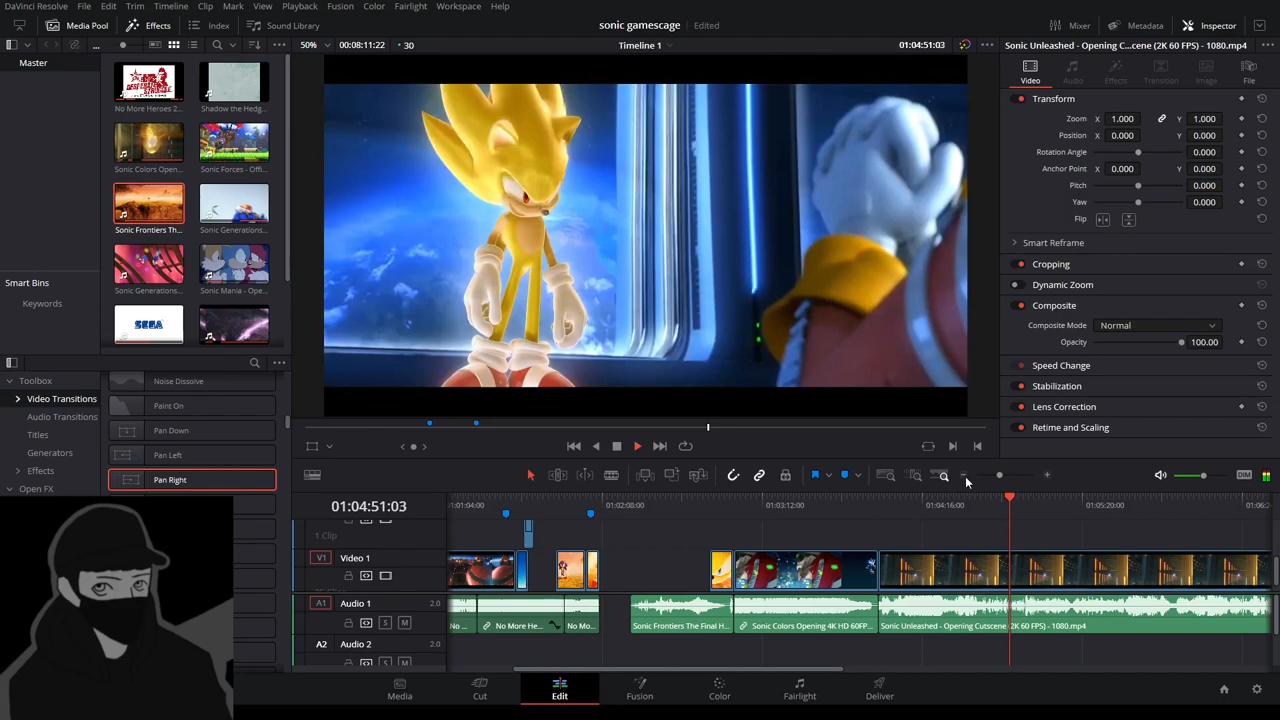 DaVinci Resolve File Edit Trim Timeline Clip Mark View Playback Fusion Color Fairlight Workspace Help
Media Pool Effects Index Sound Library sonic gamescage Edited Mixer Metadata Inspector
... 50% 00:08:11:22 30 Timeline 1 01:04:51:03 Sonic Unleashed - Opening C...cene (2K 60 FPS) - 1080.mp4
Master
No More Heroes 2...
Shadow the Hedg...
Sonic Colors Open...
Sonic Forces - Offi...
Sonic Frontiers Th...
Sonic Generations...
Sonic Generations...
Sonic Mania - Ope...
SEGA
Smart Bins
Keywords
Video Audio Effects Transition Image File
Transform
Zoom X 1.000 Y 1.000
Position X 0.000 Y 0.000
Rotation Angle 0.000
Anchor Point X 0.000 Y 0.000
Pitch 0.000
Yaw 0.000
Flip
Smart Reframe
Cropping
Dynamic Zoom
Composite
Composite Mode Normal
Opacity 100.00
Speed Change
Stabilization
Lens Correction
Retime and Scaling
Toolbox
Video Transitions
Audio Transitions
Titles
Generators
Effects
Open FX
Noise Dissolve
Paint On
Pan Down
Pan Left
Pan Right
DIM
01:04:51:03
01:01:04:00 01:02:08:00 01:03:12:00 01:04:16:00 01:05:20:00
1 Clip
V1 Video 1
A1 Audio 1 2.0
S M
No ... No More He... No Mo... Sonic Frontiers The Final H... Sonic Colors Opening 4K HD 60FP... Sonic Unleashed - Opening Cutscene (2K 60 FPS) - 1080.mp4
A2 Audio 2 2.0
Media Cut Edit Fusion Color Fairlight Deliver